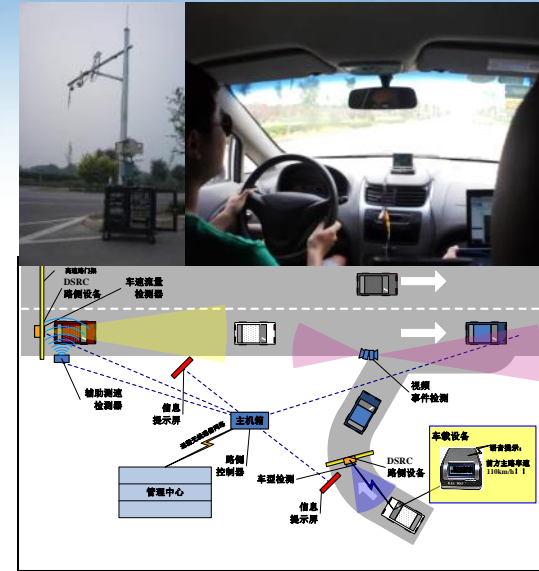 高速路门架
DSRC
路侧设备
车速流量
检测器
辅助测速
检测器
信息
提示屏
主机箱
路侧
控制器
管理中心
车型检测
信息
提示屏
DSRC
路侧设备
视频
事件检测
车载设备
语音提示:
前方主路车速
110km/h!!